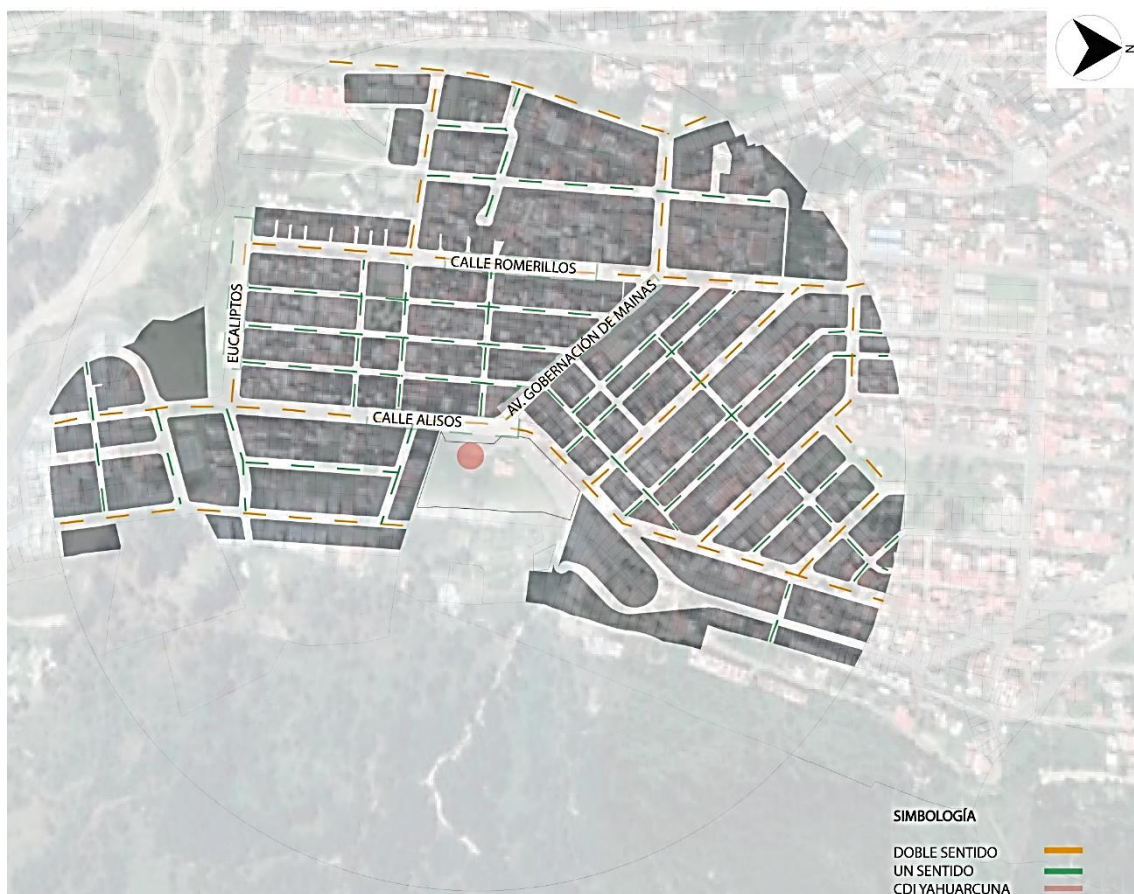 N
CALLE ROMERILLOS
EUCALIPTOS
AV. GOBERNACIÓN DE MAINAS
CALLE ALISOS
SIMBOLOGÍA
DOBLE SENTIDO
UN SENTIDO
CDI YAHUARCUNA